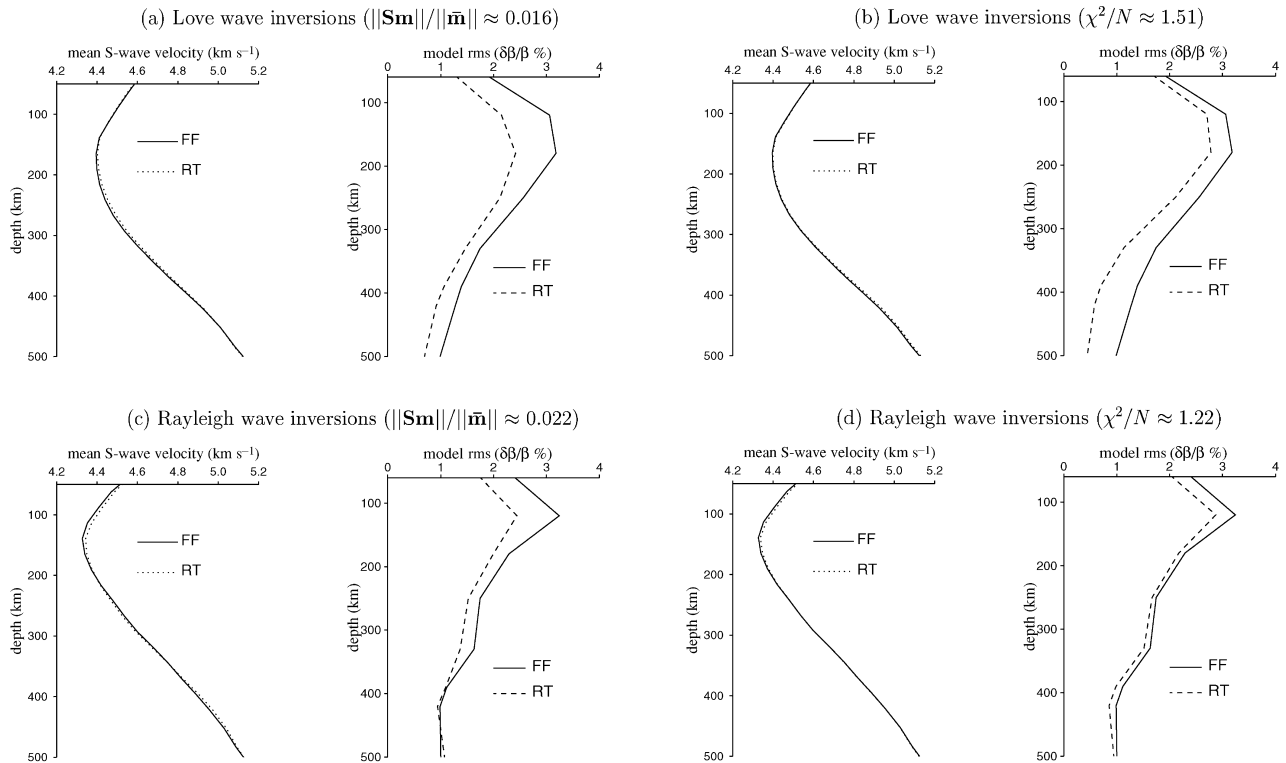 (a) Love wave inversions (||Sm||/||m̄|| ≈ 0.016)
mean S-wave velocity (km s⁻¹)
4.2 4.4 4.6 4.8 5.0 5.2
100
200
300
400
500
depth (km)
FF
RT
model rms (δβ/β %)
0 1 2 3 4
100
200
300
400
500
depth (km)
FF
RT
(b) Love wave inversions (χ²/N ≈ 1.51)
mean S-wave velocity (km s⁻¹)
4.2 4.4 4.6 4.8 5.0 5.2
100
200
300
400
500
depth (km)
FF
RT
model rms (δβ/β %)
0 1 2 3 4
100
200
300
400
500
depth (km)
FF
RT
(c) Rayleigh wave inversions (||Sm||/||m̄|| ≈ 0.022)
mean S-wave velocity (km s⁻¹)
4.2 4.4 4.6 4.8 5.0 5.2
100
200
300
400
500
depth (km)
FF
RT
model rms (δβ/β %)
0 1 2 3 4
100
200
300
400
500
depth (km)
FF
RT
(d) Rayleigh wave inversions (χ²/N ≈ 1.22)
mean S-wave velocity (km s⁻¹)
4.2 4.4 4.6 4.8 5.0 5.2
100
200
300
400
500
depth (km)
FF
RT
model rms (δβ/β %)
0 1 2 3 4
100
200
300
400
500
depth (km)
FF
RT